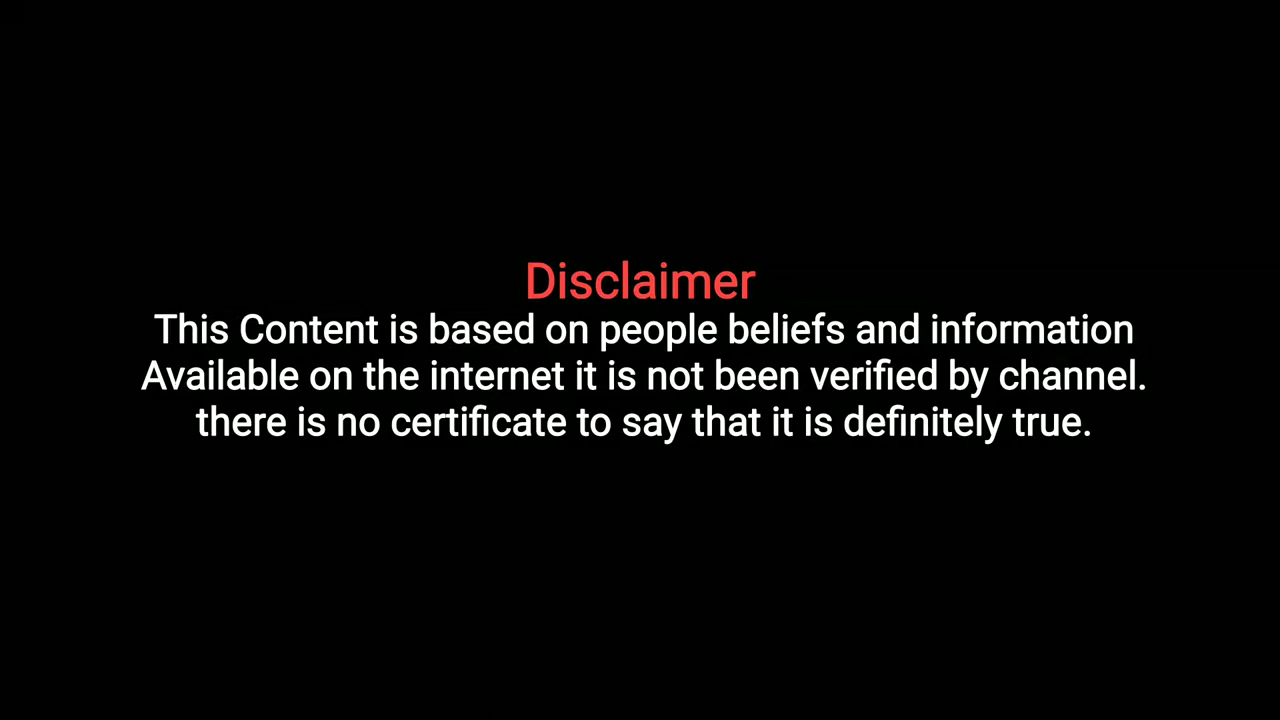 Disclaimer
This Content is based on people beliefs and information
Available on the internet it is not been verified by channel.
there is no certificate to say that it is definitely true.